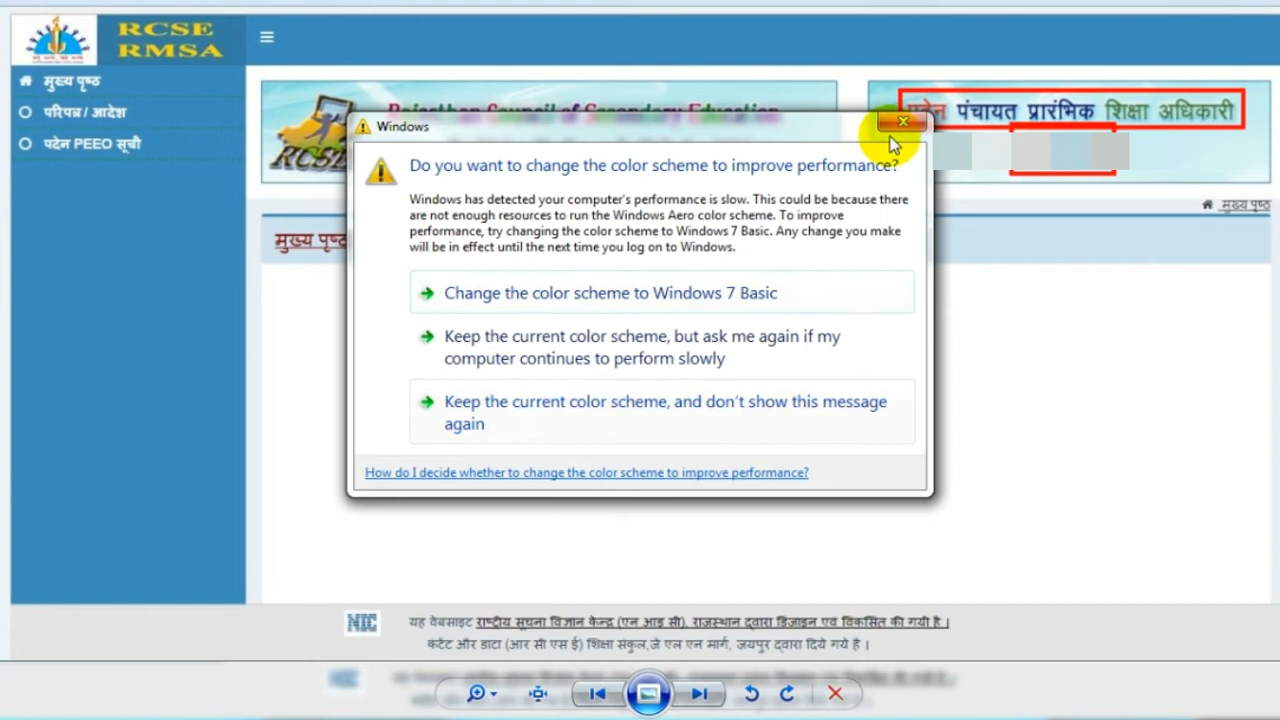 RCSE
RMSA
मुख्य पृष्ठ
परिपत्र / आदेश
पदेन PEEO सूची
Rajasthan Council of Secondary Education
RCSE
पदेन पंचायत प्रारंभिक शिक्षा अधिकारी
मुख्य पृष्ठ
मुख्य पृष्ठ
Windows
Do you want to change the color scheme to improve performance?
Windows has detected your computer's performance is slow. This could be because there
are not enough resources to run the Windows Aero color scheme. To improve
performance, try changing the color scheme to Windows 7 Basic. Any change you make
will be in effect until the next time you log on to Windows.
Change the color scheme to Windows 7 Basic
Keep the current color scheme, but ask me again if my
computer continues to perform slowly
Keep the current color scheme, and don't show this message
again
How do I decide whether to change the color scheme to improve performance?
NIC
यह वेबसाइट राष्ट्रीय सूचना विज्ञान केन्द्र (एन आइ सी), राजस्थान द्वारा डिजाइन एवं विकसित की गयी है ।
कंटेंट और डाटा (आर सी एस ई) शिक्षा संकुल,जे एल एन मार्ग, जयपुर द्वारा दिये गये है ।